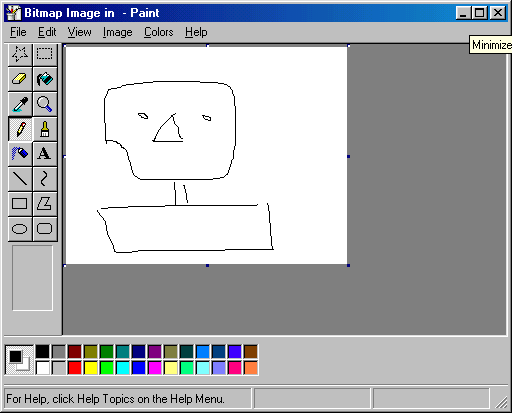 Bitmap Image in - Paint
File Edit View Image Colors Help
Minimize
A
For Help, click Help Topics on the Help Menu.